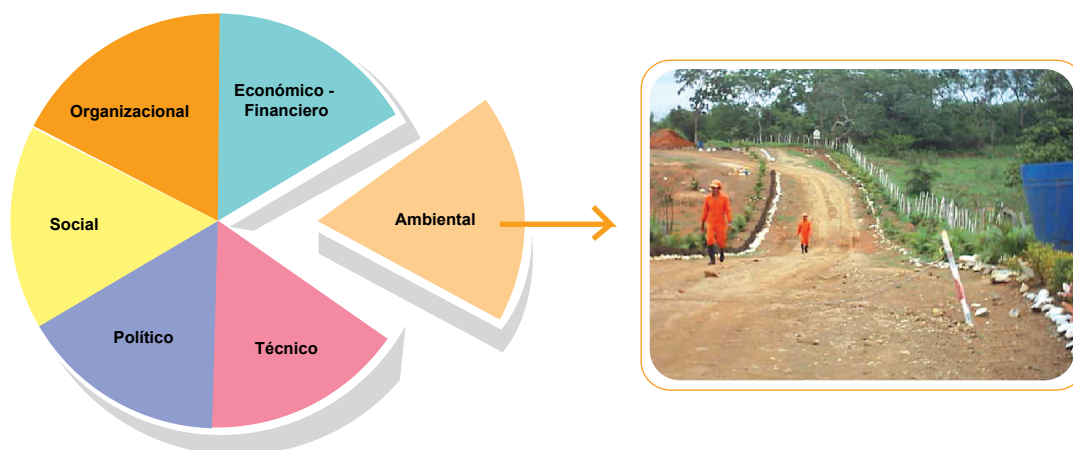 Organizacional
Económico -
Financiero
Ambiental
Social
Político
Técnico